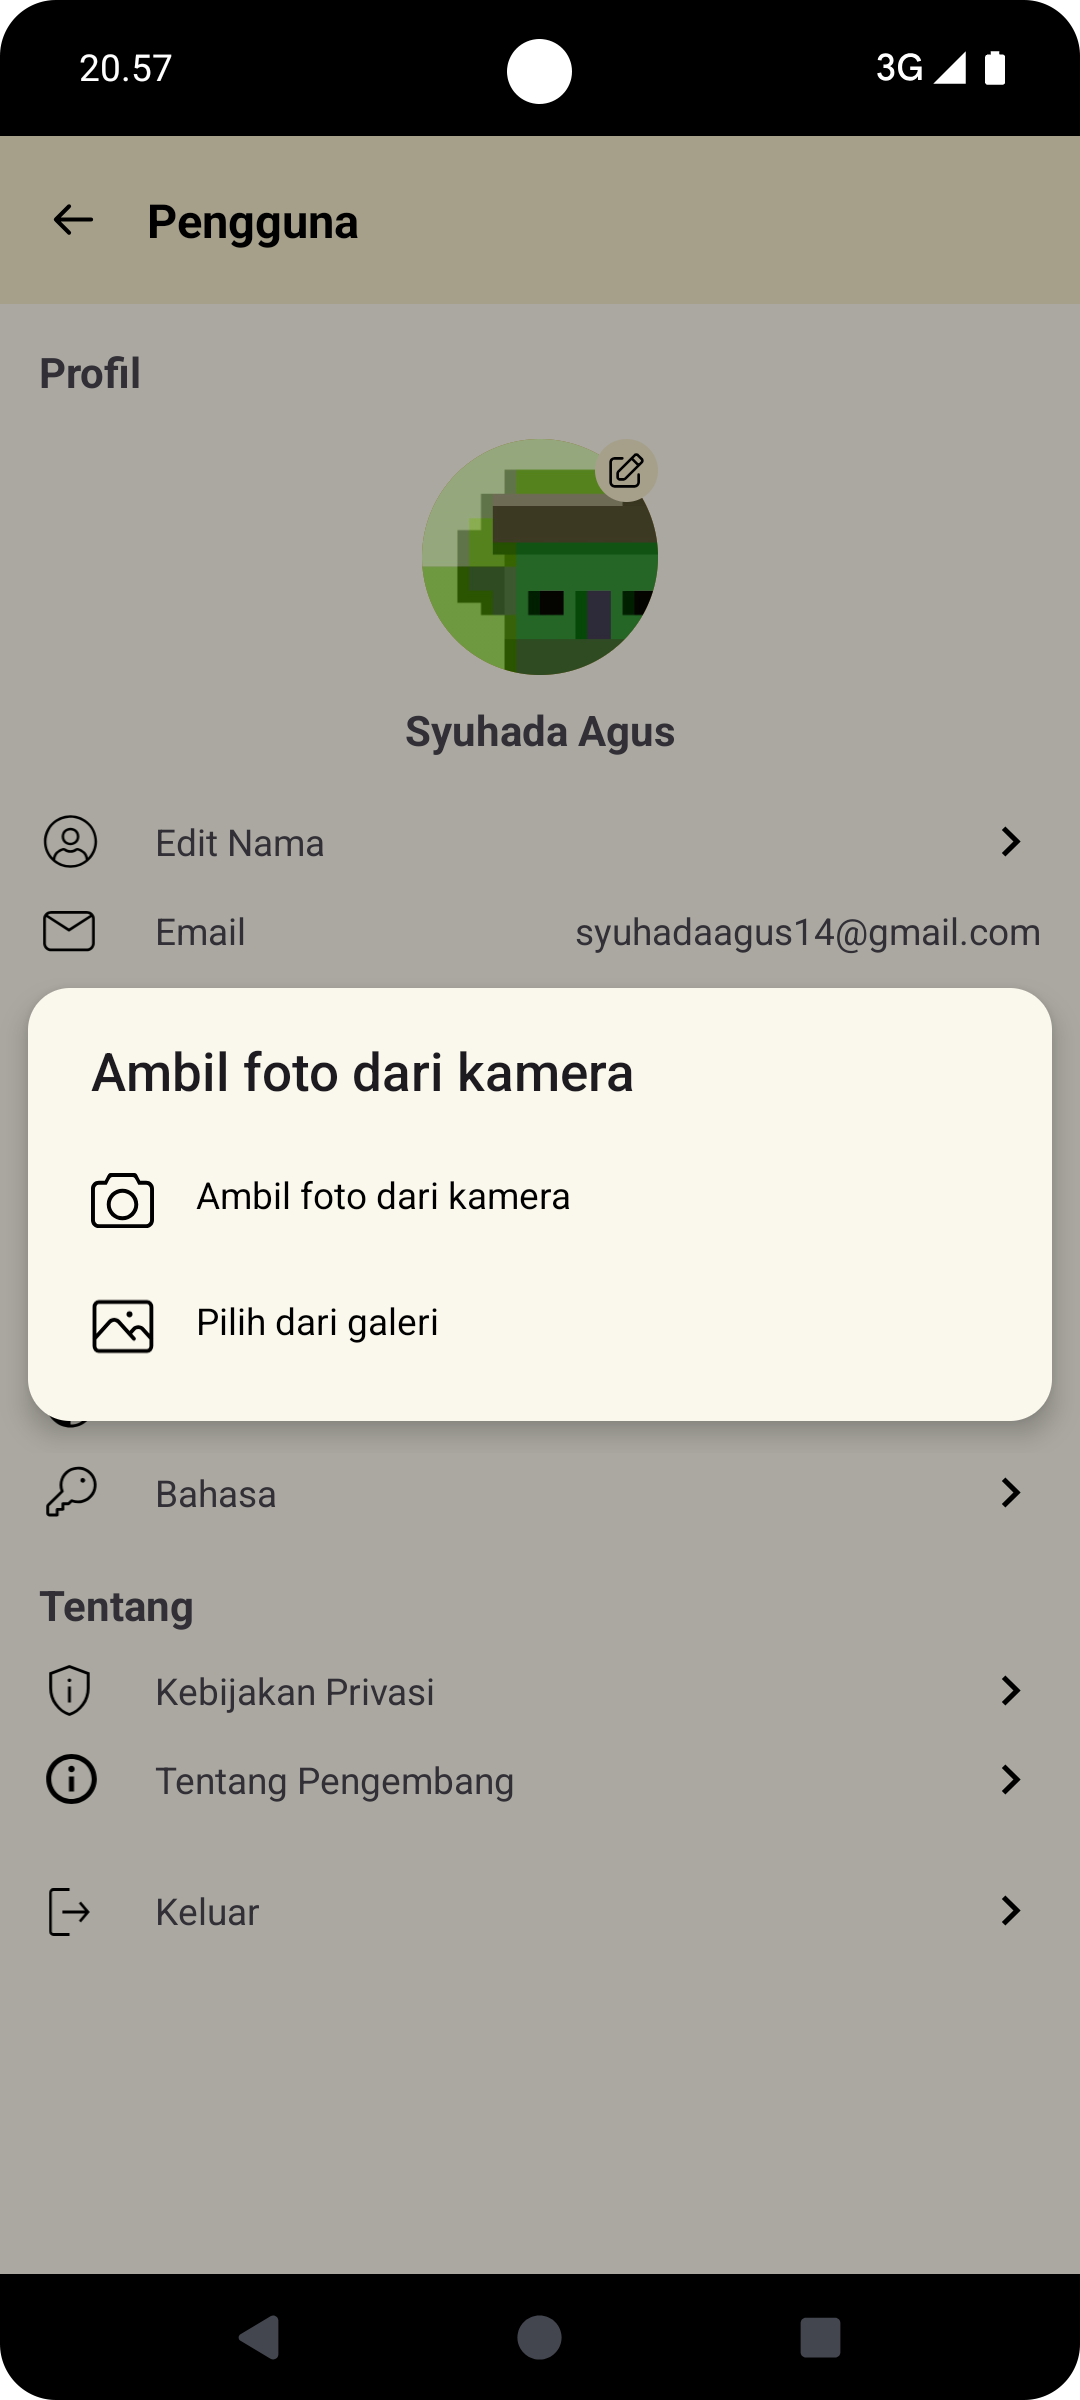 20.57
3G
Pengguna
Profil
Syuhada Agus
Edit Nama
Email
syuhadaagus14@gmail.com
Ambil foto dari kamera
Ambil foto dari kamera
Pilih dari galeri
Bahasa
Tentang
Kebijakan Privasi
Tentang Pengembang
Keluar